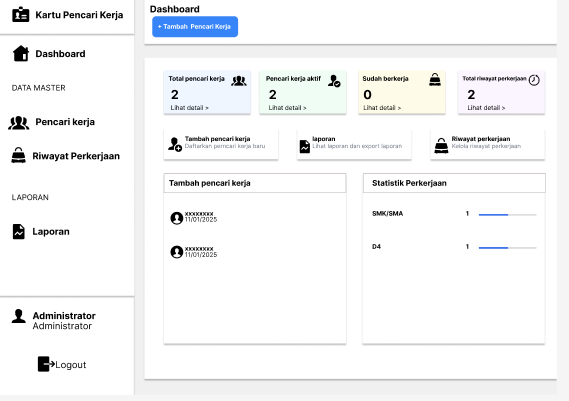 Kartu Pencari Kerja
Dashboard
DATA MASTER
Pencari kerja
Riwayat Perkerjaan
LAPORAN
Laporan
Administrator
Administrator
Logout
Dashboard
+ Tambah Pencari Kerja
Total pencari kerja
2
Lihat detail >
Pencari kerja aktif
2
Lihat detail >
Sudah berkerja
0
Lihat detail >
Total riwayat perkerjaan
2
Lihat detail >
Tambah pencari kerja
Daftarkan perncari kerja baru
laporan
Lihat laporan dan export laporan
Riwayat perkerjaan
Kelola riwayat perkerjaan
Tambah pencari kerja
xxxxxxxx
11/01/2025
xxxxxxxx
11/01/2025
Statistik Perkerjaan
SMK/SMA 1
D4 1